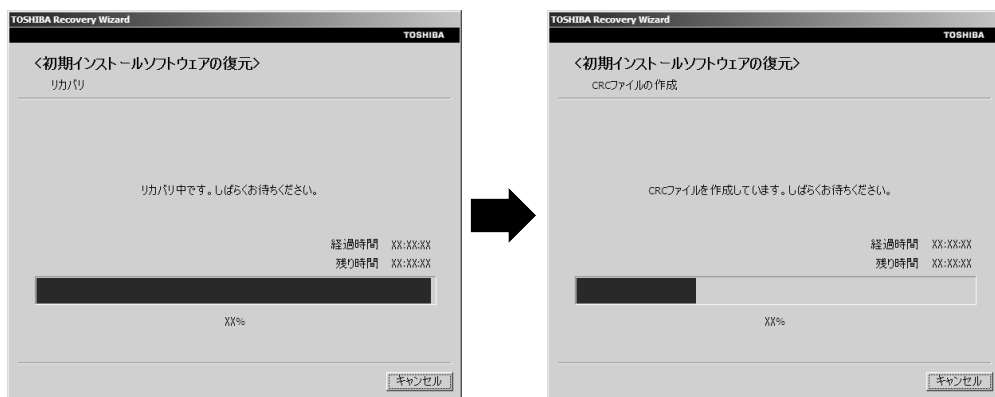 TOSHIBA Recovery Wizard
TOSHIBA
<初期インストールソフトウェアの復元>
リカバリ
リカバリ中です。しばらくお待ちください。
経過時間 XX:XX:XX
残り時間 XX:XX:XX
XX%
キャンセル
TOSHIBA Recovery Wizard
TOSHIBA
<初期インストールソフトウェアの復元>
CRCファイルの作成
CRCファイルを作成しています。しばらくお待ちください。
経過時間 XX:XX:XX
残り時間 XX:XX:XX
XX%
キャンセル